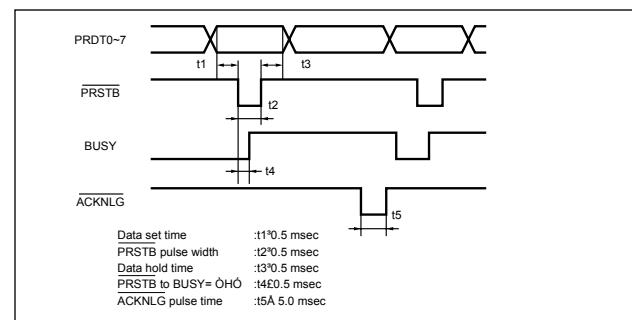 PRDT0~7
t1
t3
PRSTB
t2
BUSY
t4
ACKNLG
t5
Data set time :t1³0.5 msec
PRSTB pulse width :t2³0.5 msec
Data hold time :t3³0.5 msec
PRSTB to BUSY= ÒHÓ :t4£0.5 msec
ACKNLG pulse time :t5Å 5.0 msec